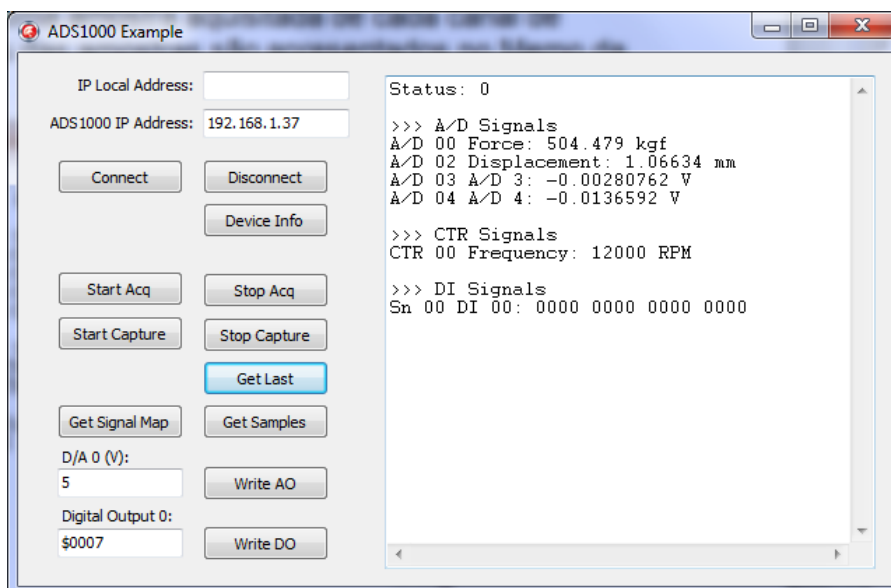 ADS1000 Example
IP Local Address:
ADS1000 IP Address: 192.168.1.37
Connect
Disconnect
Device Info
Start Acq
Stop Acq
Start Capture
Stop Capture
Get Last
Get Signal Map
Get Samples
D/A 0 (V):
5
Write AO
Digital Output 0:
$0007
Write DO
Status: 0
>>> A/D Signals
A/D 00 Force: 504.479 kgf
A/D 02 Displacement: 1.06634 mm
A/D 03 A/D 3: -0.00280762 V
A/D 04 A/D 4: -0.0136592 V
>>> CTR Signals
CTR 00 Frequency: 12000 RPM
>>> DI Signals
Sn 00 DI 00: 0000 0000 0000 0000